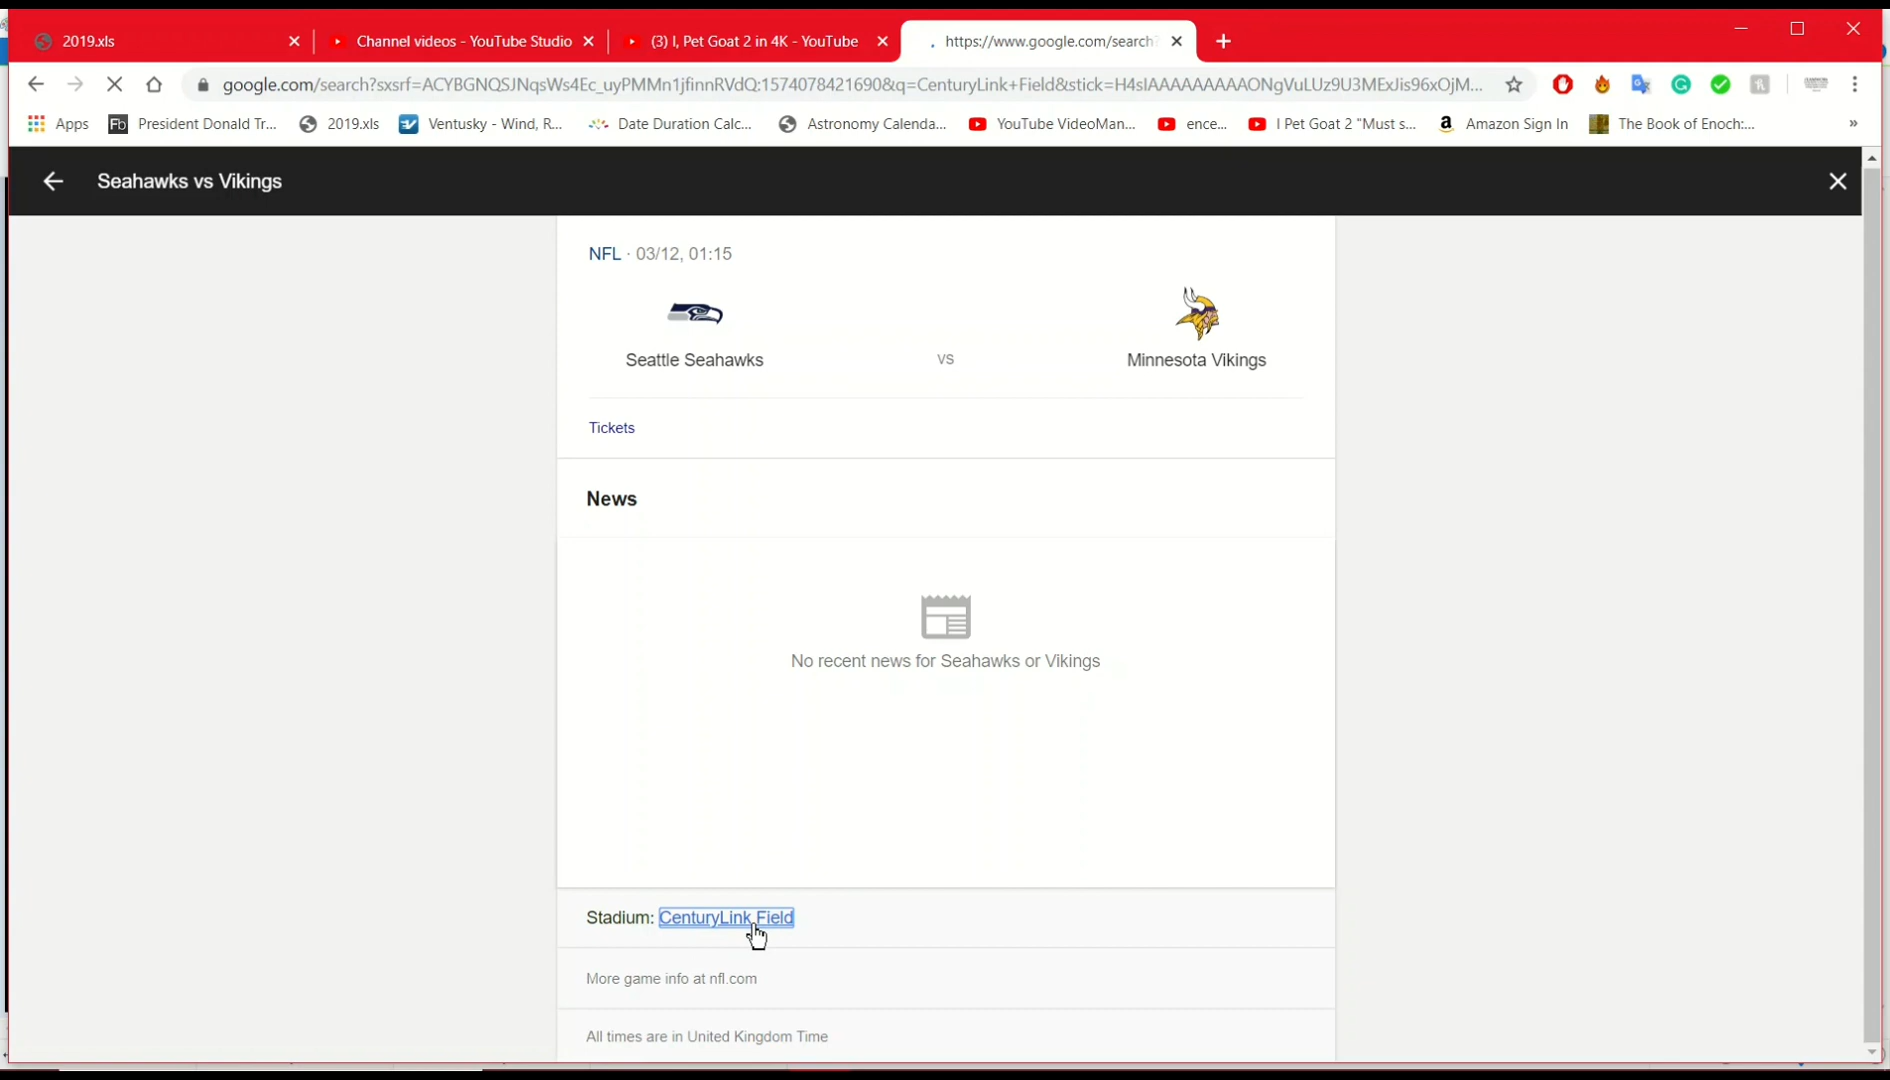 2019.xls
Channel videos - YouTube Studio
(3) I, Pet Goat 2 in 4K - YouTube
https://www.google.com/search?
google.com/search?sxsrf=ACYBGNQSJNqsWs4Ec_uyPMMn1jfinnRVdQ:1574078421690&q=CenturyLink+Field&stick=H4sIAAAAAAAAAONgVuLUz9U3MExJis96xOjM...
Apps
Fb
President Donald Tr...
2019.xls
Ventusky - Wind, R...
Date Duration Calc...
Astronomy Calenda...
YouTube VideoMan...
ence...
I Pet Goat 2 "Must s...
Amazon Sign In
The Book of Enoch:...
»
Seahawks vs Vikings
NFL · 03/12, 01:15
Seattle Seahawks
vs
Minnesota Vikings
Tickets
News
No recent news for Seahawks or Vikings
Stadium: CenturyLink Field
More game info at nfl.com
All times are in United Kingdom Time